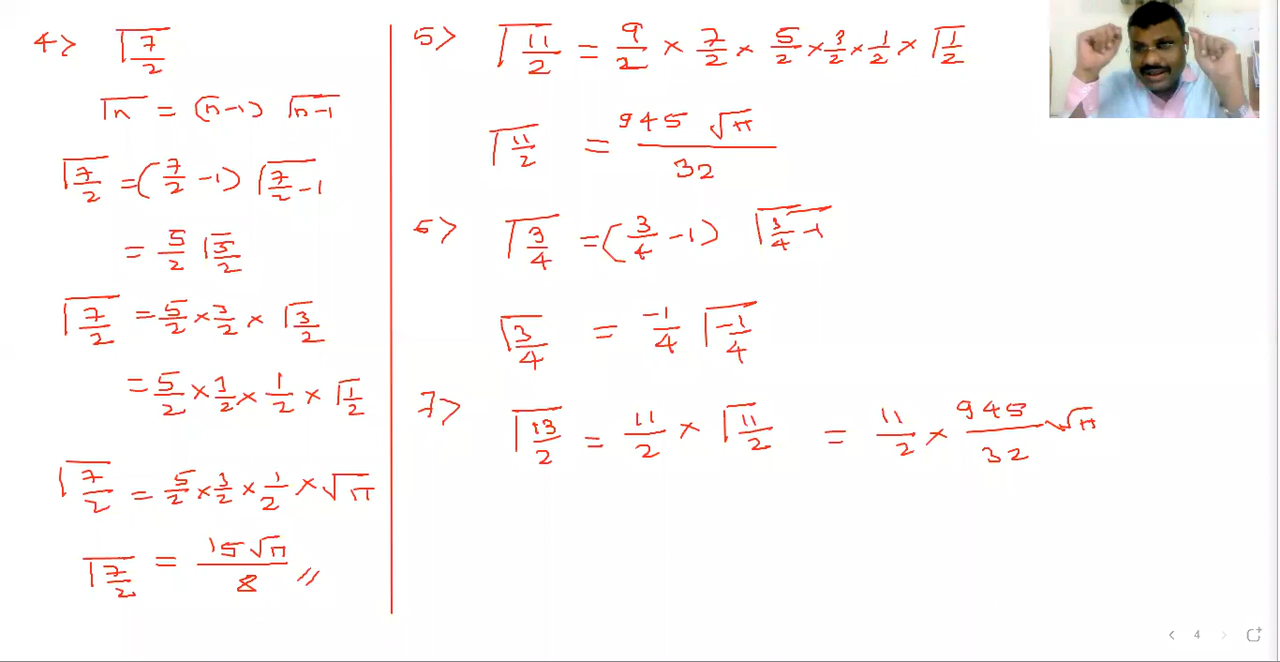 4> Γ7/2
Γn = (n-1) Γn-1
Γ7/2 = (7/2 -1) Γ7/2 -1
= 5/2 Γ5/2
Γ7/2 = 5/2 × 3/2 × Γ3/2
= 5/2 × 3/2 × 1/2 × Γ1/2
Γ7/2 = 5/2 × 3/2 × 1/2 × √π
Γ7/2 = 15√π/8 //
5> Γ11/2 = 9/2 × 7/2 × 5/2 × 3/2 × 1/2 × Γ1/2
Γ11/2 = 945 √π/32
6> Γ3/4 = (3/4 -1) Γ3/4 -1
Γ3/4 = -1/4 Γ-1/4
7> Γ13/2 = 11/2 × Γ11/2 = 11/2 × 945/32 √π
< 4 >